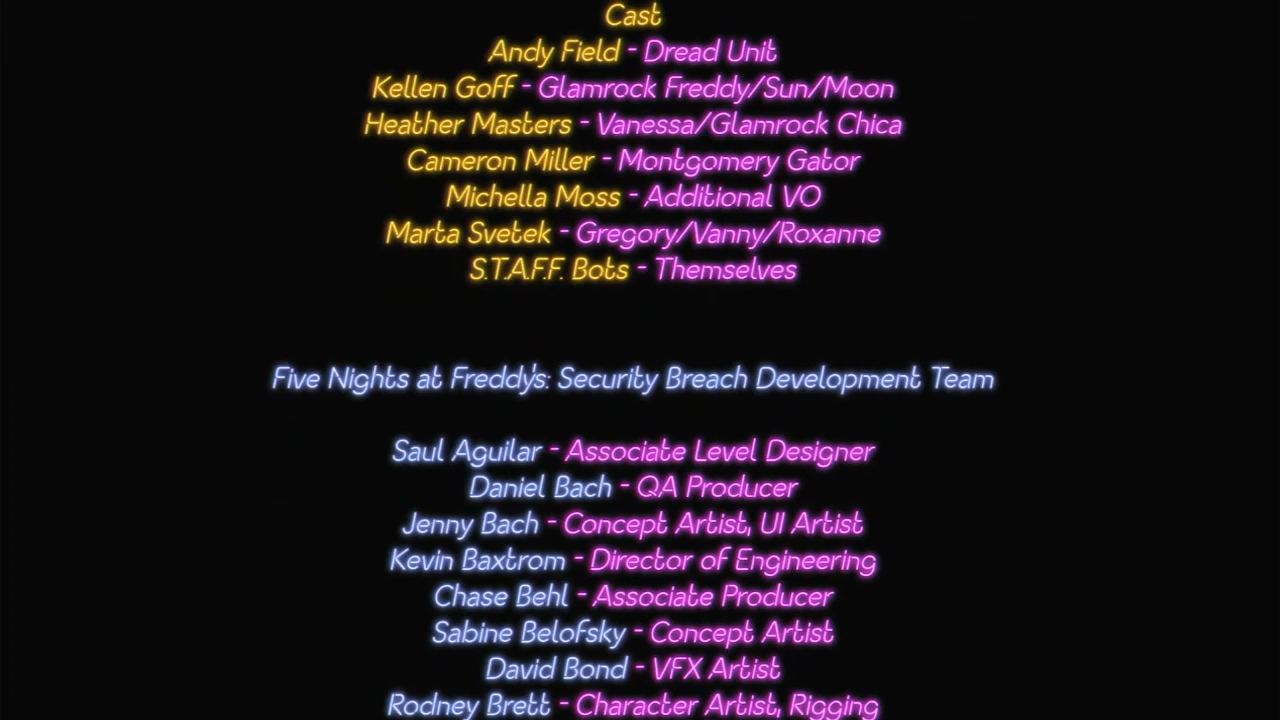 Cast
Andy Field - Dread Unit
Kellen Goff - Glamrock Freddy/Sun/Moon
Heather Masters - Vanessa/Glamrock Chica
Cameron Miller - Montgomery Gator
Michella Moss - Additional VO
Marta Svetek - Gregory/Vanny/Roxanne
S.T.A.F.F. Bots - Themselves
Five Nights at Freddy's: Security Breach Development Team
Saul Aguilar - Associate Level Designer
Daniel Bach - QA Producer
Jenny Bach - Concept Artist, UI Artist
Kevin Baxtrom - Director of Engineering
Chase Behl - Associate Producer
Sabine Belofsky - Concept Artist
David Bond - VFX Artist
Rodney Brett - Character Artist, Rigging